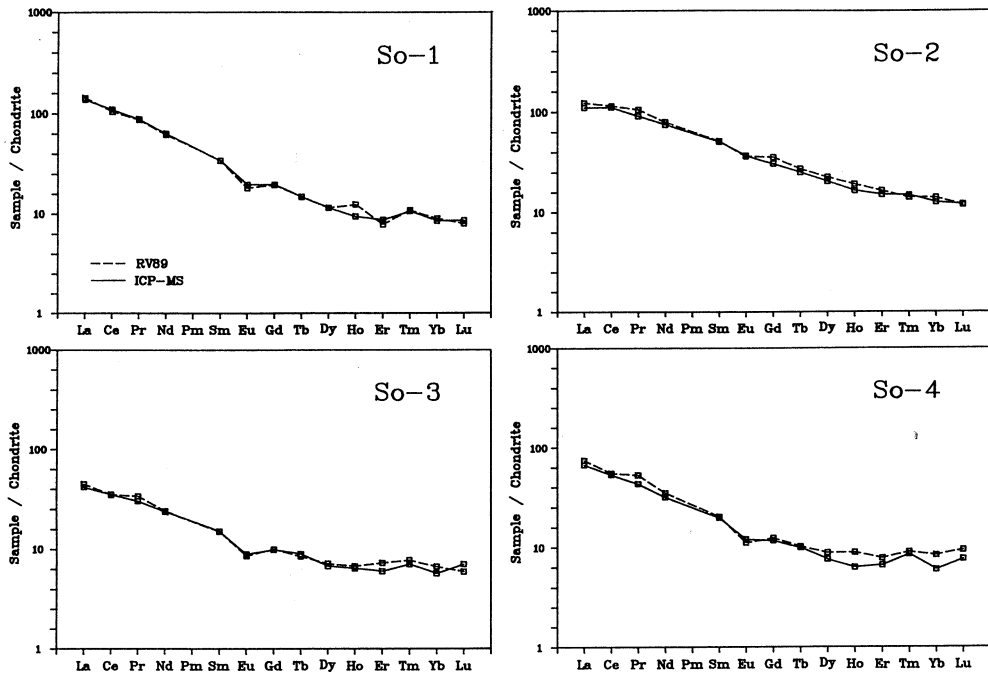 So-1
1000
100
10
1
Sample / Chondrite
RV89
ICP-MS
La Ce Pr Nd Pm Sm Eu Gd Tb Dy Ho Er Tm Yb Lu
So-2
1000
100
10
1
Sample / Chondrite
La Ce Pr Nd Pm Sm Eu Gd Tb Dy Ho Er Tm Yb Lu
So-3
1000
100
10
1
Sample / Chondrite
La Ce Pr Nd Pm Sm Eu Gd Tb Dy Ho Er Tm Yb Lu
So-4
1000
100
10
1
Sample / Chondrite
La Ce Pr Nd Pm Sm Eu Gd Tb Dy Ho Er Tm Yb Lu